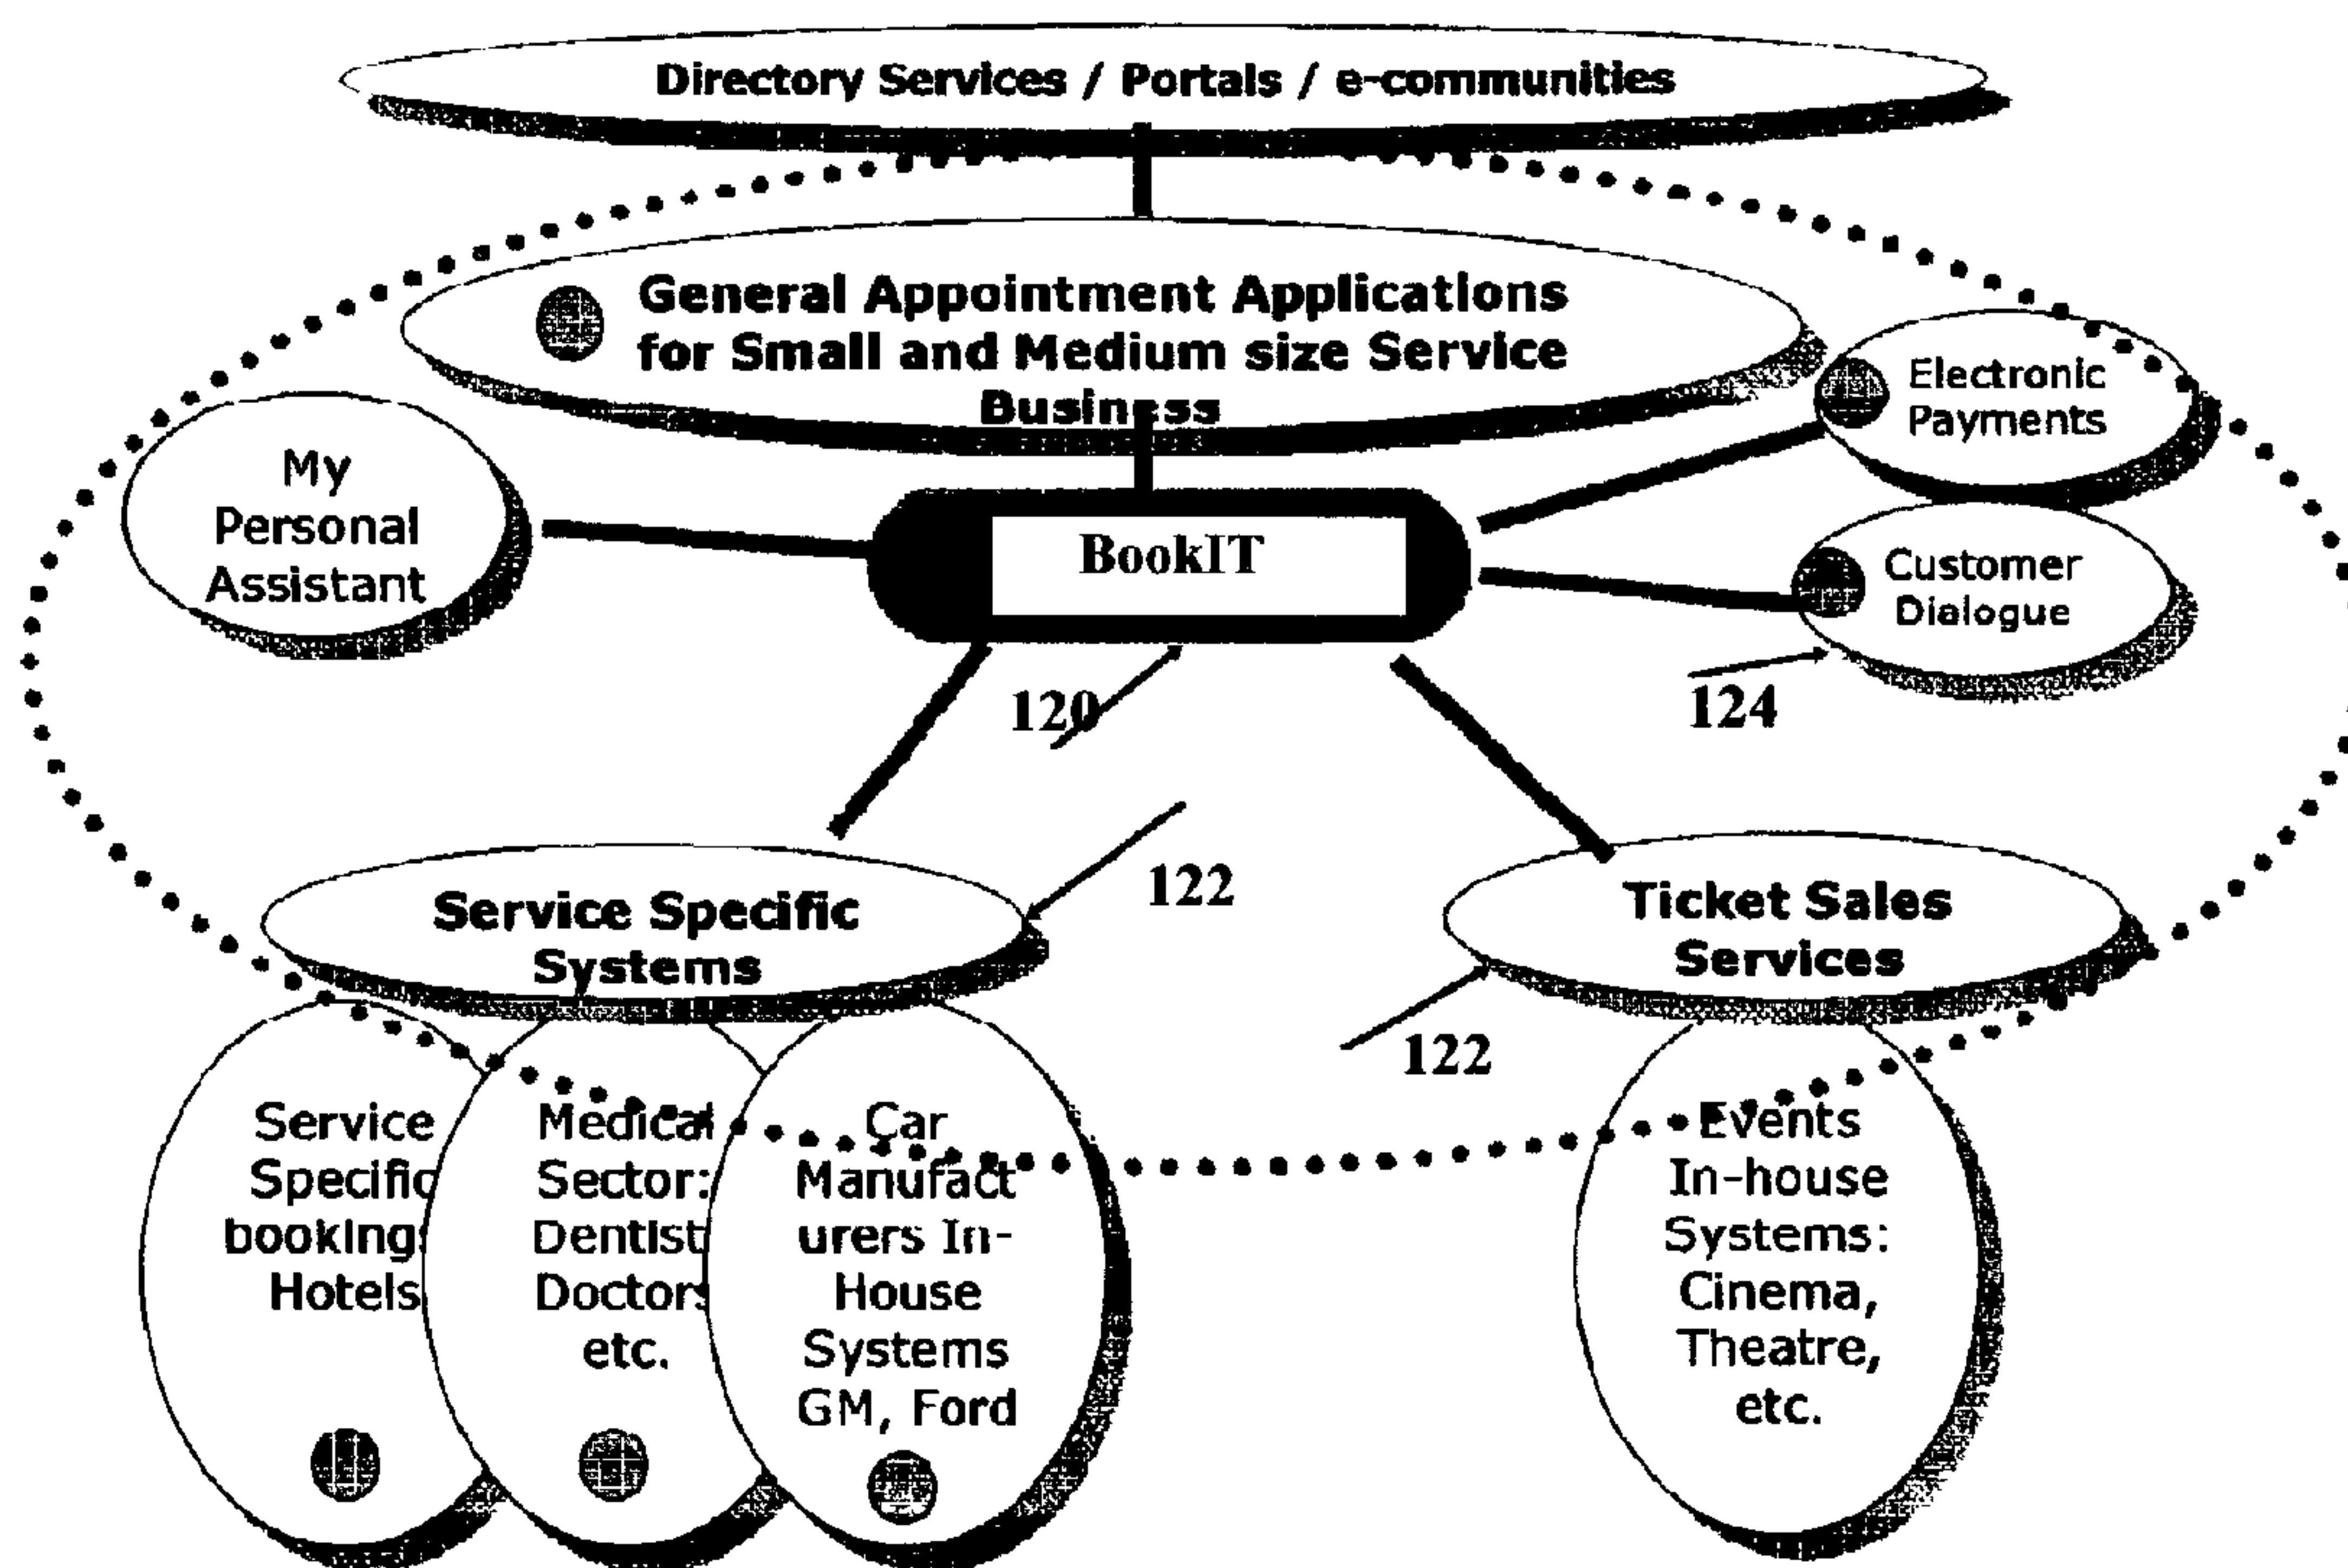 Directory Services / Portals / e-communities
General Appointment Applications
for Small and Medium size Service
Business
Electronic
Payments
My
Personal
Assistant
BookIT
Customer
Dialogue
120
124
122
Service Specific
Systems
Ticket Sales
Services
122
Service
Specific
booking
Hotels
Medical
Sector:
Dentist
Doctors
etc.
Car
Manufact
urers In-
House
Systems
GM, Ford
Events
In-house
Systems:
Cinema,
Theatre,
etc.